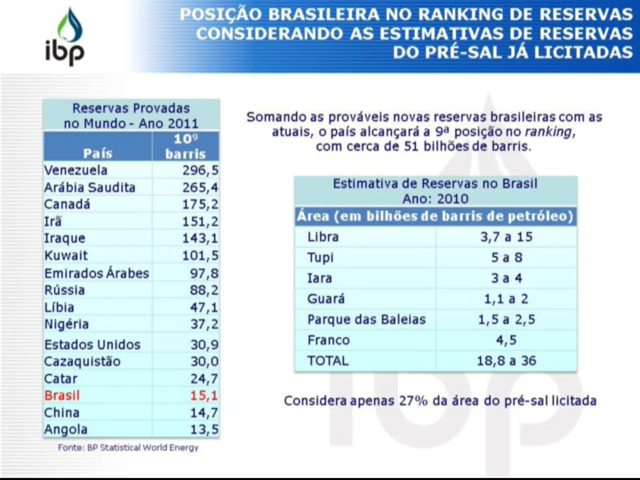 ibp
POSIÇÃO BRASILEIRA NO RANKING DE RESERVAS
CONSIDERANDO AS ESTIMATIVAS DE RESERVAS
DO PRÉ-SAL JÁ LICITADAS
Reservas Provadas
no Mundo - Ano 2011
País 10⁹ barris
Venezuela 296,5
Arábia Saudita 265,4
Canadá 175,2
Irã 151,2
Iraque 143,1
Kuwait 101,5
Emirados Árabes 97,8
Rússia 88,2
Líbia 47,1
Nigéria 37,2
Estados Unidos 30,9
Cazaquistão 30,0
Catar 24,7
Brasil 15,1
China 14,7
Angola 13,5
Fonte: BP Statistical World Energy
Somando as prováveis novas reservas brasileiras com as
atuais, o país alcançará a 9ª posição no ranking,
com cerca de 51 bilhões de barris.
Estimativa de Reservas no Brasil
Ano: 2010
Área (em bilhões de barris de petróleo)
Libra 3,7 a 15
Tupi 5 a 8
Iara 3 a 4
Guará 1,1 a 2
Parque das Baleias 1,5 a 2,5
Franco 4,5
TOTAL 18,8 a 36
Considera apenas 27% da área do pré-sal licitada
ibp